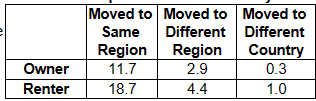 Moved to Moved to Moved to
Same Different Different
Region Region Country
Owner 11.7 2.9 0.3
Renter 18.7 4.4 1.0